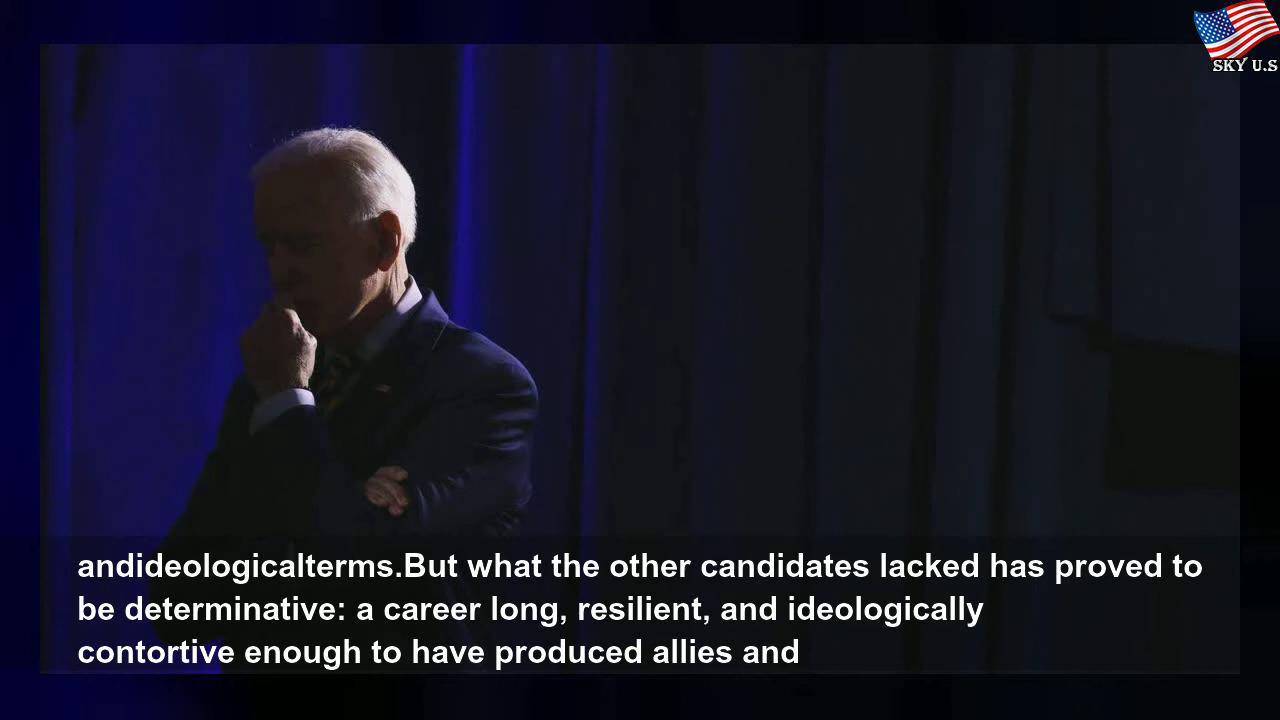 SKY U.S
andideologicalterms.But what the other candidates lacked has proved to
be determinative: a career long, resilient, and ideologically
contortive enough to have produced allies and